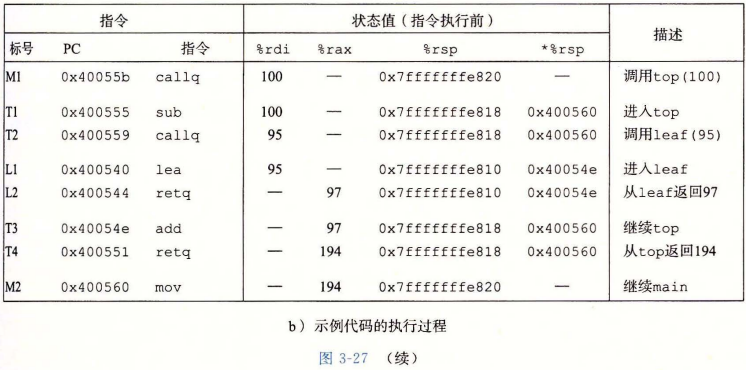 指令 状态值（指令执行前） 描述
标号 PC 指令 %rdi %rax %rsp *%rsp
M1 0x40055b callq 100 — 0x7fffffffe820 — 调用top(100)
T1 0x400555 sub 100 — 0x7fffffffe818 0x400560 进入top
T2 0x400559 callq 95 — 0x7fffffffe818 0x400560 调用leaf(95)
L1 0x400540 lea 95 — 0x7fffffffe810 0x40054e 进入leaf
L2 0x400544 retq — 97 0x7fffffffe810 0x40054e 从leaf返回97
T3 0x40054e add — 97 0x7fffffffe818 0x400560 继续top
T4 0x400551 retq — 194 0x7fffffffe818 0x400560 从top返回194
M2 0x400560 mov — 194 0x7fffffffe820 — 继续main
b）示例代码的执行过程
图 3-27 （续）